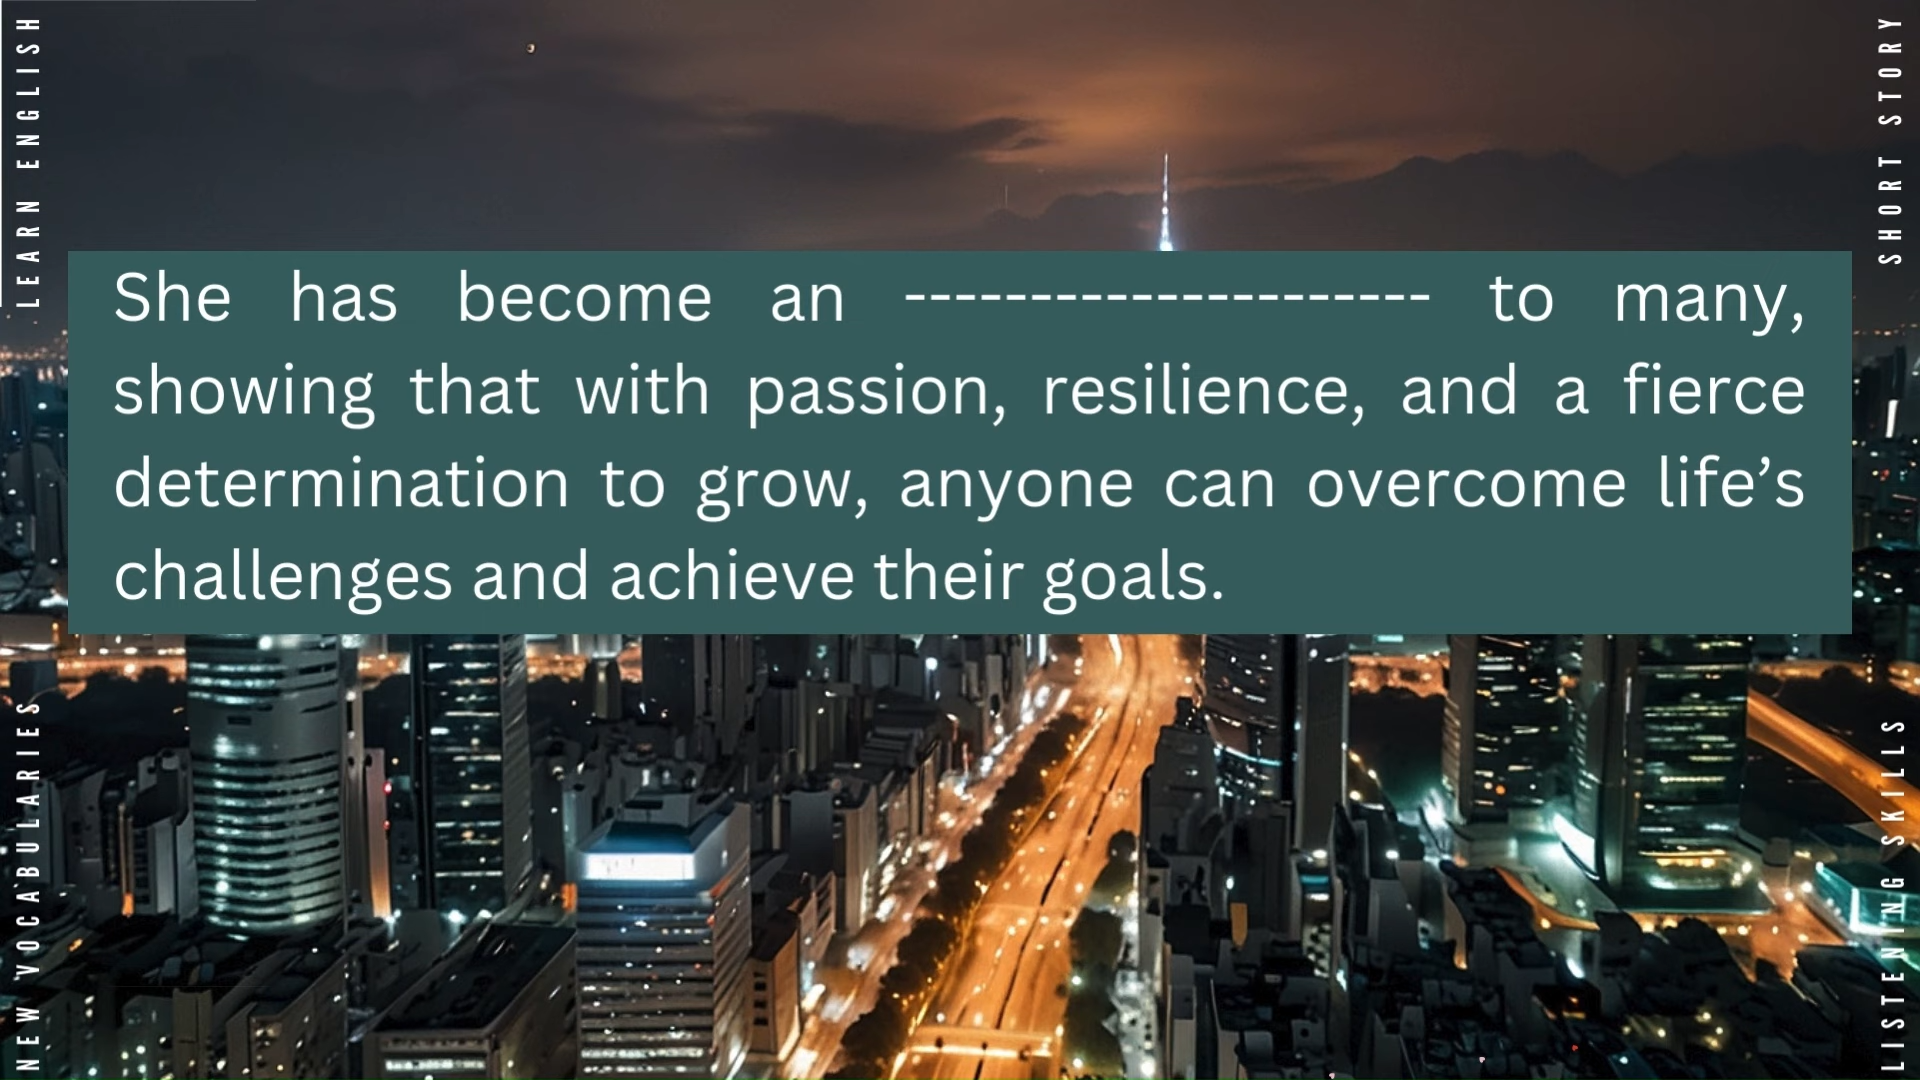 LEARN ENGLISH
SHORT STORY
She has become an --------------------- to many,
showing that with passion, resilience, and a fierce
determination to grow, anyone can overcome life’s
challenges and achieve their goals.
NEW VOCABULARIES
LISTENING SKILLS